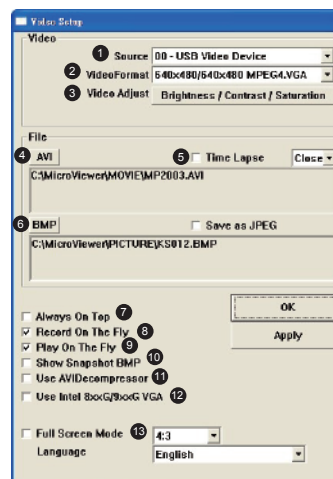 Video Setup
Video
1 Source 00 - USB Video Device
2 VideoFormat 640x480/640x480 MPEG4.VGA
3 Video Adjust Brightness / Contrast / Saturation
File
4 AVI 5 Time Lapse Close
C:\MicroViewer\MOVIE\MP2003.AVI
6 BMP Save as JPEG
C:\MicroViewer\PICTURE\KS012.BMP
Always On Top 7
OK
Record On The Fly 8
Play On The Fly 9
Apply
Show Snapshot BMP 10
Use AVIDecompressor 11
Use Intel 8xxG/9xxG VGA 12
Full Screen Mode 13 4:3
Language English